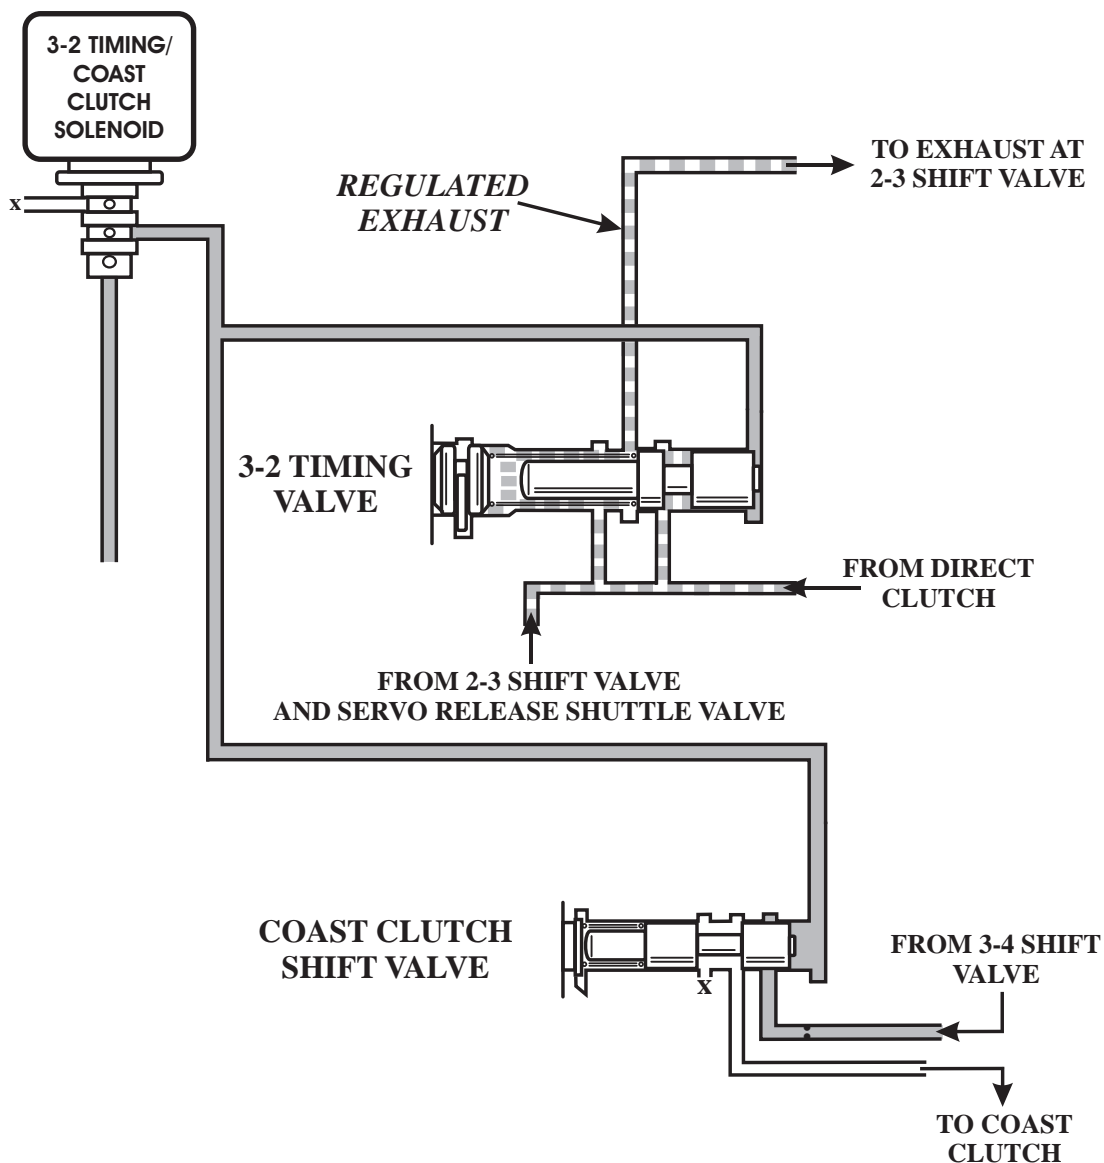 3-2 TIMING/
COAST
CLUTCH
SOLENOID
x
REGULATED
EXHAUST
TO EXHAUST AT
2-3 SHIFT VALVE
3-2 TIMING
VALVE
FROM DIRECT
CLUTCH
FROM 2-3 SHIFT VALVE
AND SERVO RELEASE SHUTTLE VALVE
COAST CLUTCH
SHIFT VALVE
x
FROM 3-4 SHIFT
VALVE
TO COAST
CLUTCH